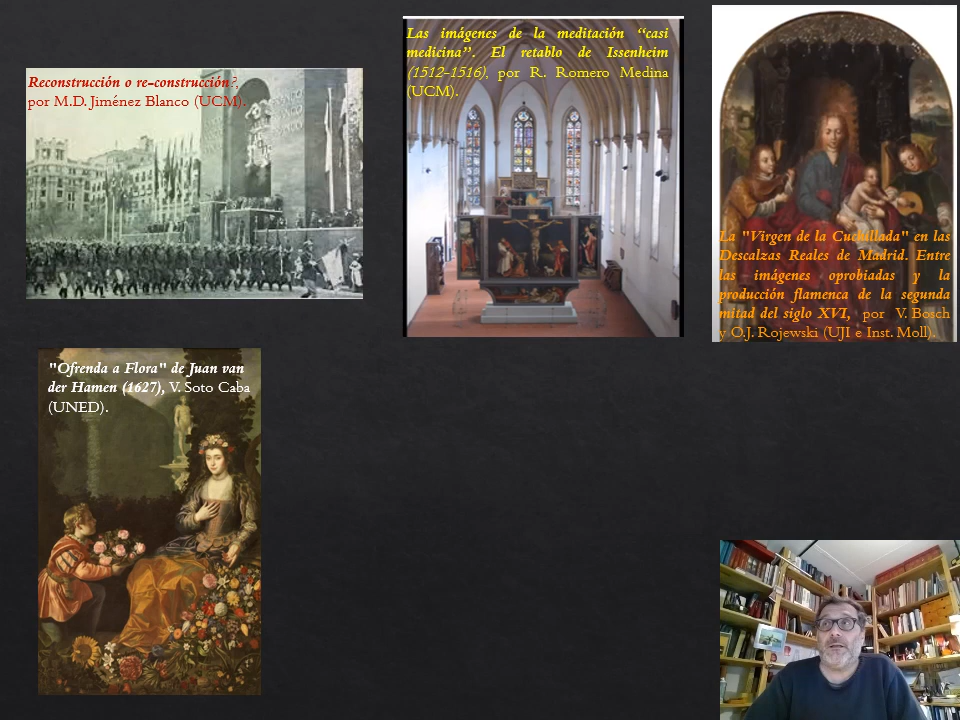 Reconstrucción o re-construcción?,
por M.D. Jiménez Blanco (UCM).
Las imágenes de la meditación “casi
medicina”. El retablo de Issenheim
(1512-1516), por R. Romero Medina
(UCM).
La "Virgen de la Cuchillada" en las
Descalzas Reales de Madrid. Entre
las imágenes oprobiadas y la
producción flamenca de la segunda
mitad del siglo XVI, por V. Bosch
y O.J. Rojewski (UJI e Inst. Moll).
"Ofrenda a Flora" de Juan van
der Hamen (1627), V. Soto Caba
(UNED).